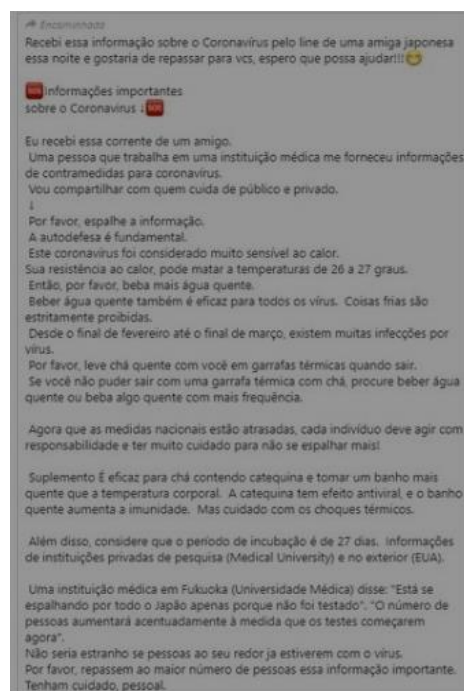 Encaminhada
Recebi essa informação sobre o Coronavírus pelo line de uma amiga japonesa
essa noite e gostaria de repassar para vcs, espero que possa ajudar!!!😁
🆘Informações importantes
sobre o Coronavirus ↓🆘
Eu recebi essa corrente de um amigo.
Uma pessoa que trabalha em uma instituição médica me forneceu informações
de contramedidas para coronavírus.
Vou compartilhar com quem cuida de público e privado.
↓
Por favor, espalhe a informação.
A autodefesa é fundamental.
Este coronavírus foi considerado muito sensível ao calor.
Sua resistência ao calor, pode matar a temperaturas de 26 a 27 graus.
Então, por favor, beba mais água quente.
Beber água quente também é eficaz para todos os vírus. Coisas frias são
estritamente proibidas.
Desde o final de fevereiro até o final de março, existem muitas infecções por
vírus.
Por favor, leve chá quente com você em garrafas térmicas quando sair.
Se você não puder sair com uma garrafa térmica com chá, procure beber água
quente ou beba algo quente com mais frequência.
Agora que as medidas nacionais estão atrasadas, cada indivíduo deve agir com
responsabilidade e ter muito cuidado para não se espalhar mais!
Suplemento É eficaz para chá contendo catequina e tomar um banho mais
quente que a temperatura corporal. A catequina tem efeito antiviral, e o banho
quente aumenta a imunidade. Mas cuidado com os choques térmicos.
Além disso, considere que o período de incubação é de 27 dias. Informações
de instituições privadas de pesquisa (Medical University) e no exterior (EUA).
Uma instituição médica em Fukuoka (Universidade Médica) disse: "Está se
espalhando por todo o Japão apenas porque não foi testado". "O número de
pessoas aumentará acentuadamente à medida que os testes começarem
agora".
Não seria estranho se pessoas ao seu redor ja estiverem com o vírus.
Por favor, repassem ao maior número de pessoas essa informação importante.
Tenham cuidado, pessoal.